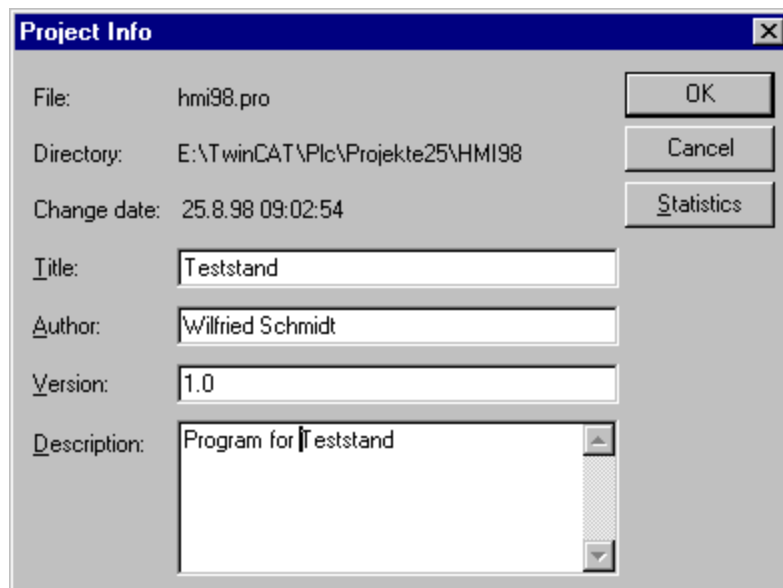 Project Info
File: hmi98.pro
OK
Directory: E:\TwinCAT\Plc\Projekte25\HMI98
Cancel
Change date: 25.8.98 09:02:54
Statistics
Title: Teststand
Author: Wilfried Schmidt
Version: 1.0
Description: Program for Teststand